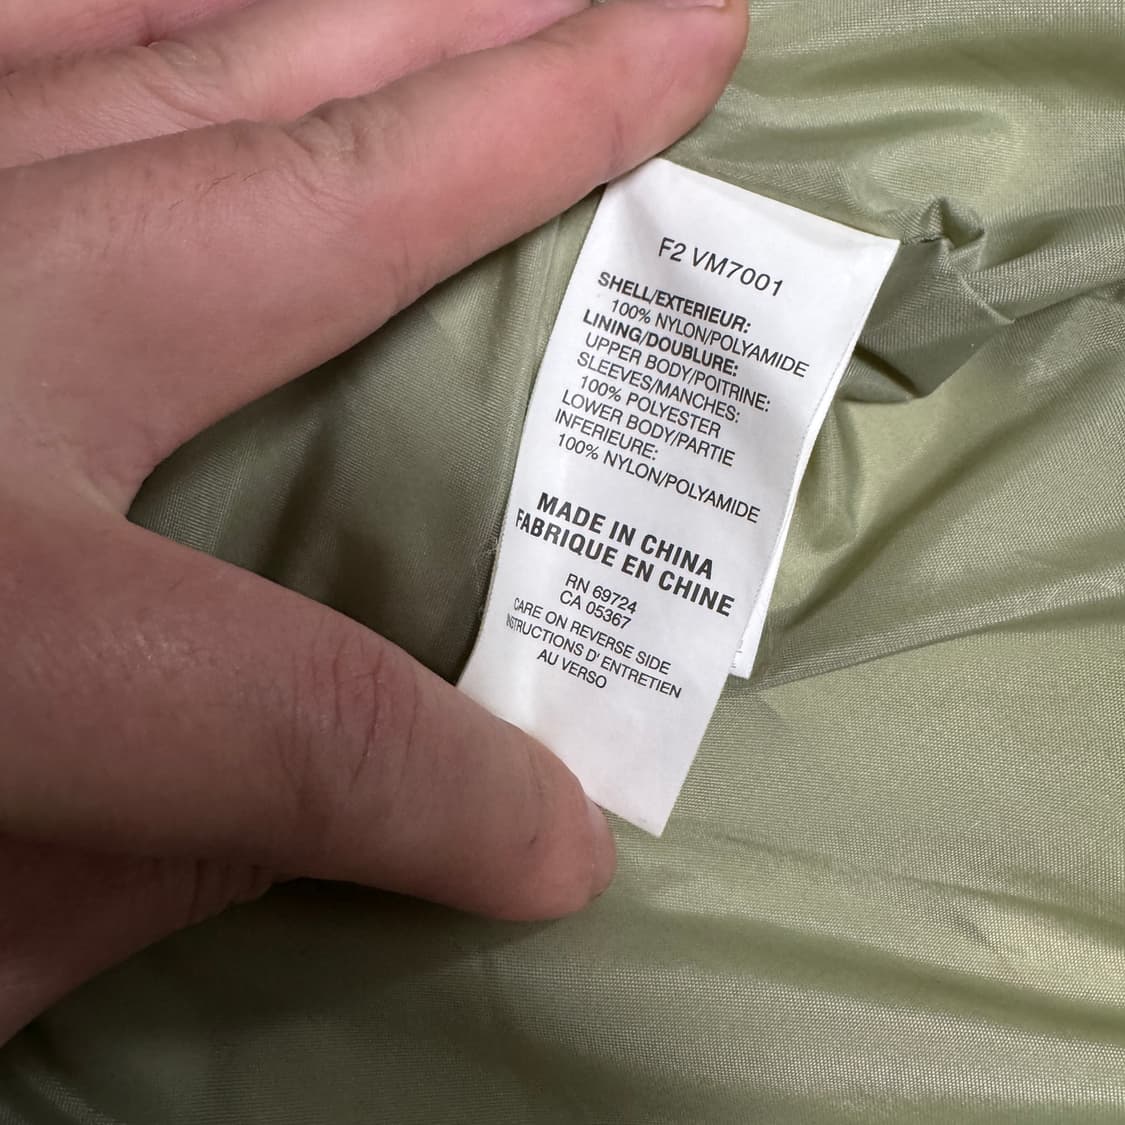 F2 VM7001
SHELL/EXTERIEUR:
100% NYLON/POLYAMIDE
LINING/DOUBLURE:
UPPER BODY/POITRINE:
SLEEVES/MANCHES:
100% POLYESTER
LOWER BODY/PARTIE
INFERIEURE:
100% NYLON/POLYAMIDE
MADE IN CHINA
FABRIQUE EN CHINE
RN 69724
CA 05367
CARE ON REVERSE SIDE
INSTRUCTIONS D' ENTRETIEN
AU VERSO